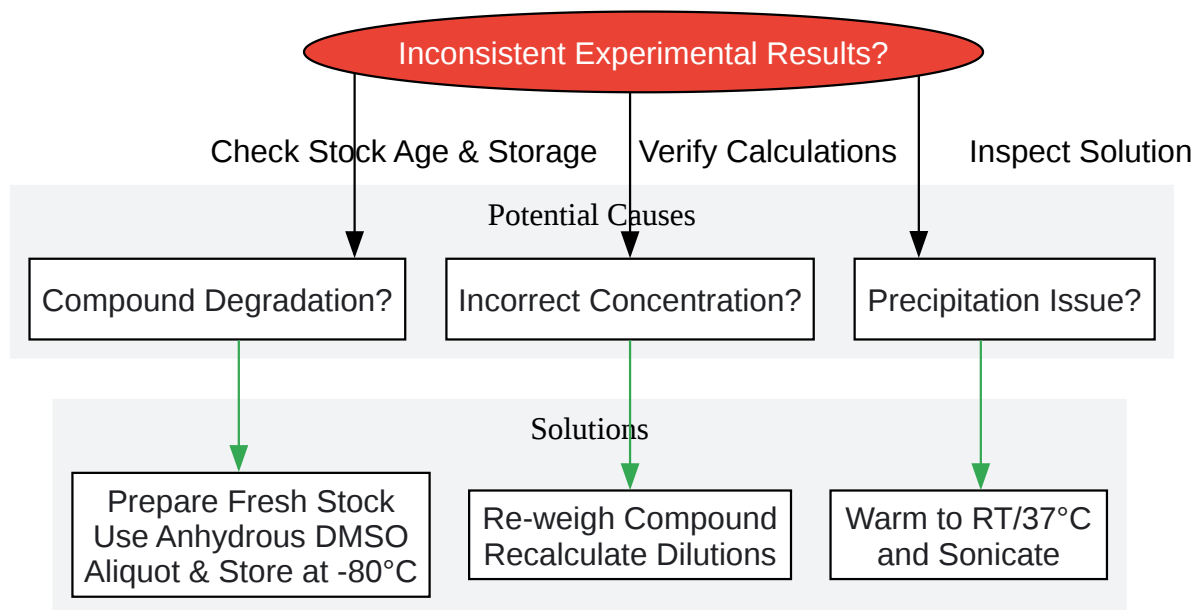 Inconsistent Experimental Results?
Check Stock Age & Storage
Verify Calculations
Inspect Solution
Potential Causes
Compound Degradation?
Incorrect Concentration?
Precipitation Issue?
Solutions
Prepare Fresh Stock
Use Anhydrous DMSO
Aliquot & Store at -80°C
Re-weigh Compound
Recalculate Dilutions
Warm to RT/37°C
and Sonicate